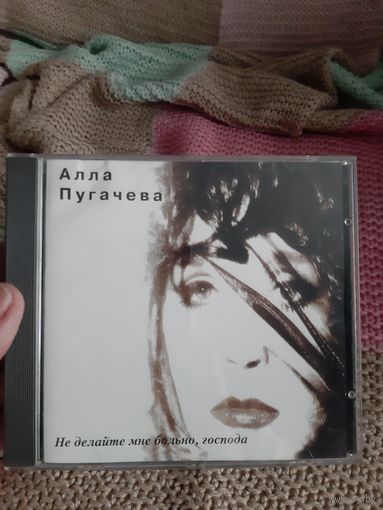 Алла
Пугачева
Не делайте мне больно, господа